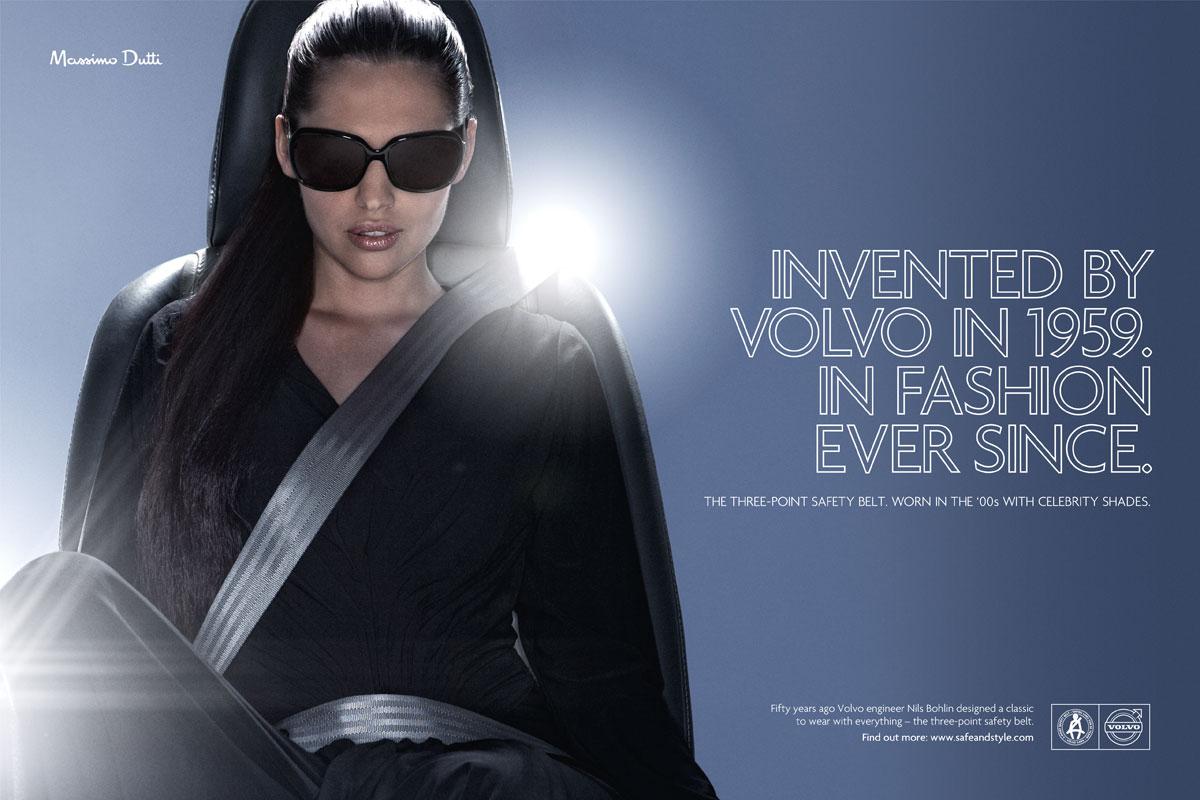 Massimo Dutti
INVENTED BY
VOLVO IN 1959.
IN FASHION
EVER SINCE.
THE THREE-POINT SAFETY BELT. WORN IN THE ‘00s WITH CELEBRITY SHADES.
Fifty years ago Volvo engineer Nils Bohlin designed a classic
to wear with everything – the three-point safety belt.
Find out more: www.safeandstyle.com
VOLVO